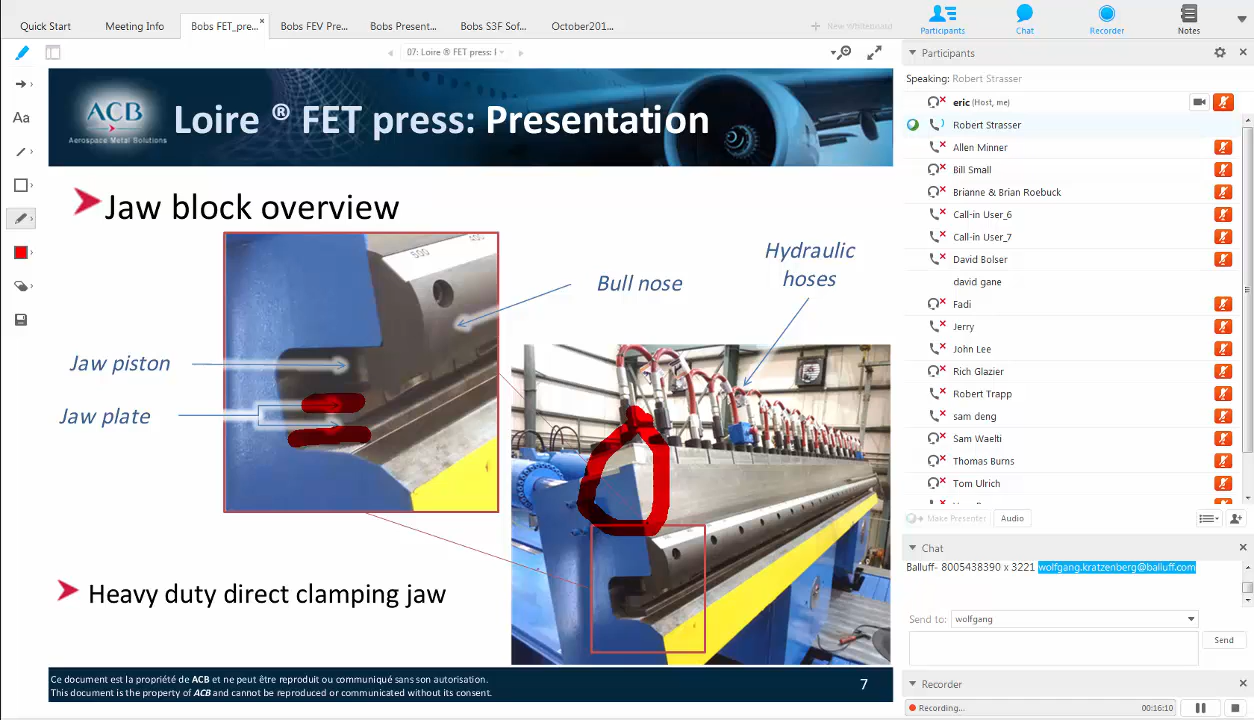 Quick Start
Meeting Info
Bobs FET_pre...
Bobs FEV Pre...
Bobs Present...
Bobs S3F Sof...
October201...
New Whiteboard
Participants
Chat
Recorder
Notes
07: Loire ® FET press: I
ACB
Aerospace Metal Solutions
Loire ® FET press: Presentation
Jaw block overview
500
Hydraulic
hoses
Bull nose
Jaw piston
Jaw plate
Heavy duty direct clamping jaw
Ce document est la propriété de ACB et ne peut être reproduit ou communiqué sans son autorisation.
This document is the property of ACB and cannot be reproduced or communicated without its consent.
7
Aa
Participants
Speaking: Robert Strasser
eric (Host, me)
Robert Strasser
Allen Minner
Bill Small
Brianne & Brian Roebuck
Call-in User_6
Call-in User_7
David Bolser
david gane
Fadi
Jerry
John Lee
Rich Glazier
Robert Trapp
sam deng
Sam Waelti
Thomas Burns
Tom Ulrich
Make Presenter
Audio
Chat
Balluff- 8005438390 x 3221 wolfgang.kratzenberg@balluff.com
Send to: wolfgang
Send
Recorder
Recording...
00:16:10